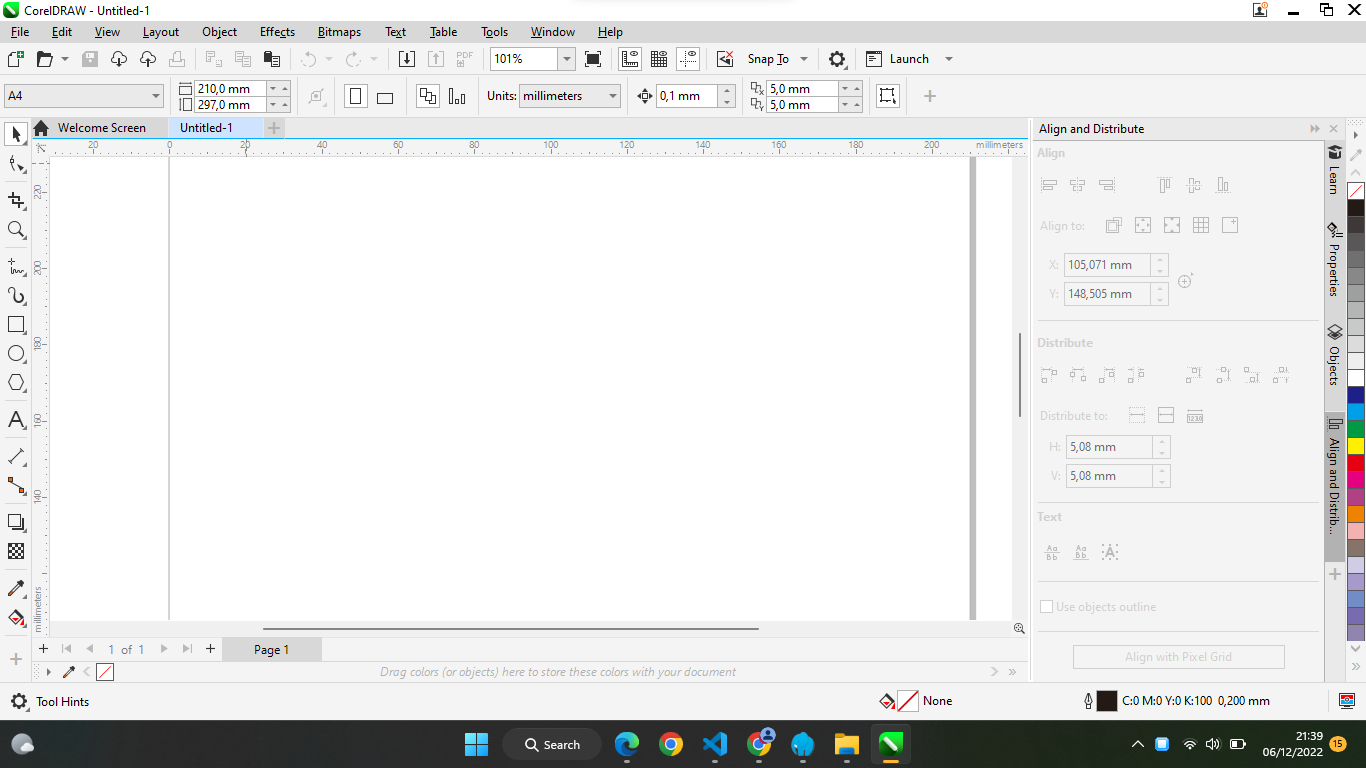 CorelDRAW - Untitled-1
File Edit View Layout Object Effects Bitmaps Text Table Tools Window Help
PDF 101% Snap To Launch
A4 210,0 mm 297,0 mm Units: millimeters 0,1 mm 5,0 mm 5,0 mm
Welcome Screen Untitled-1
20 0 20 40 60 80 100 120 140 160 180 200 millimeters
220
200
180
160
140
millimeters
Align and Distribute
Align
Align to:
X: 105,071 mm
Y: 148,505 mm
Distribute
Distribute to:
H: 5,08 mm
V: 5,08 mm
Text
Aa Bb Aa Bb A
Use objects outline
Align with Pixel Grid
Learn
Properties
Objects
Align and Distrib...
1 of 1 Page 1
Drag colors (or objects) here to store these colors with your document
Tool Hints None C:0 M:0 Y:0 K:100 0,200 mm
Search
21:39
06/12/2022
15